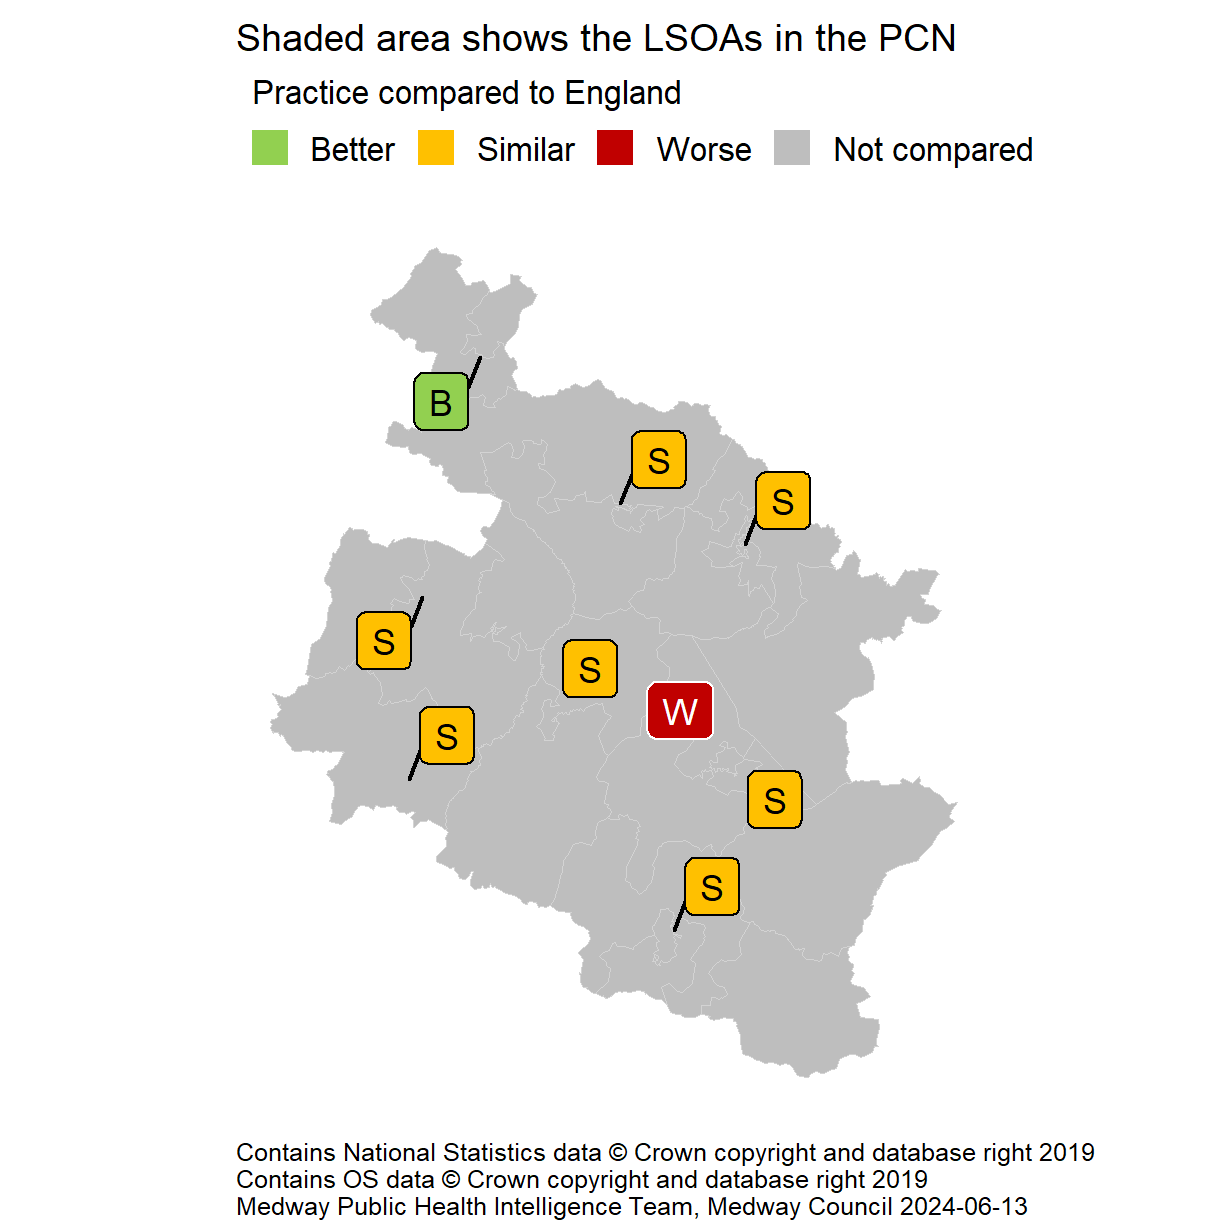 Shaded area shows the LSOAs in the PCN
Practice compared to England
Better Similar Worse Not compared
B
S
S
S
S
W
S
S
S
Contains National Statistics data © Crown copyright and database right 2019
Contains OS data © Crown copyright and database right 2019
Medway Public Health Intelligence Team, Medway Council 2024-06-13